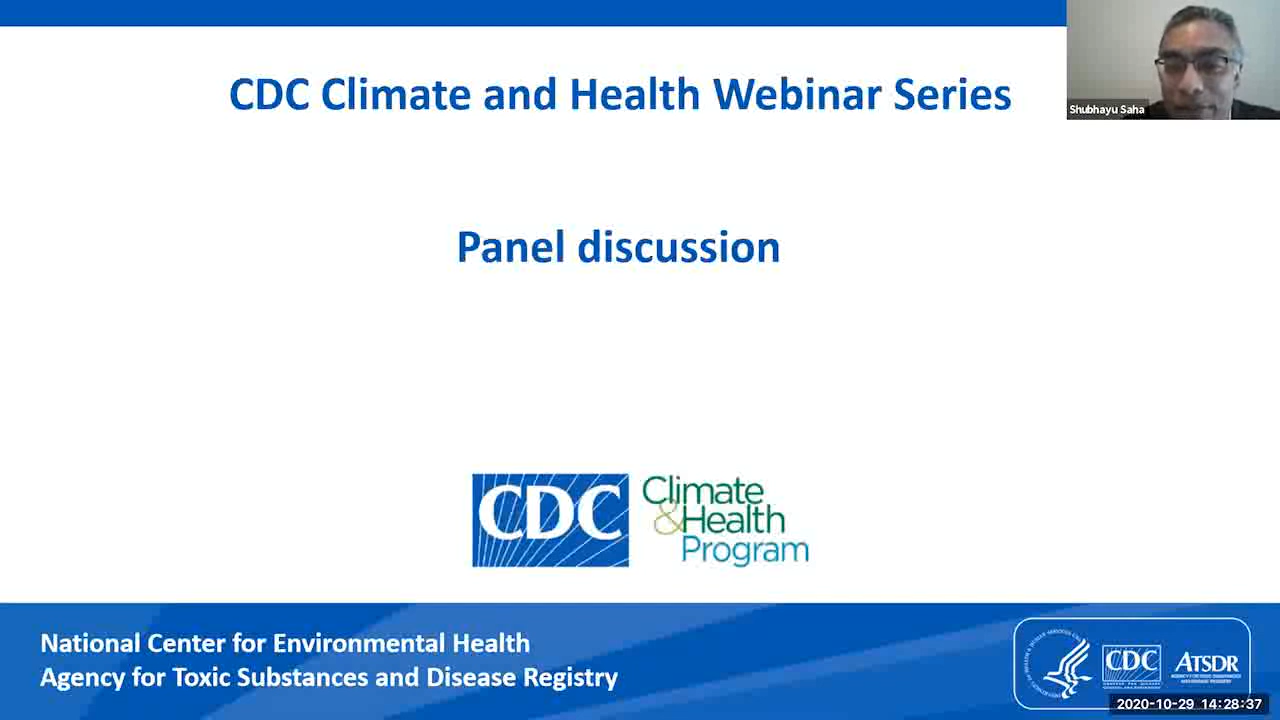 CDC Climate and Health Webinar Series
Shubhayu Saha
Panel discussion
CDC
Climate
&Health
Program
National Center for Environmental Health
Agency for Toxic Substances and Disease Registry
CDC
ATSDR
2020-10-29 14:28:37